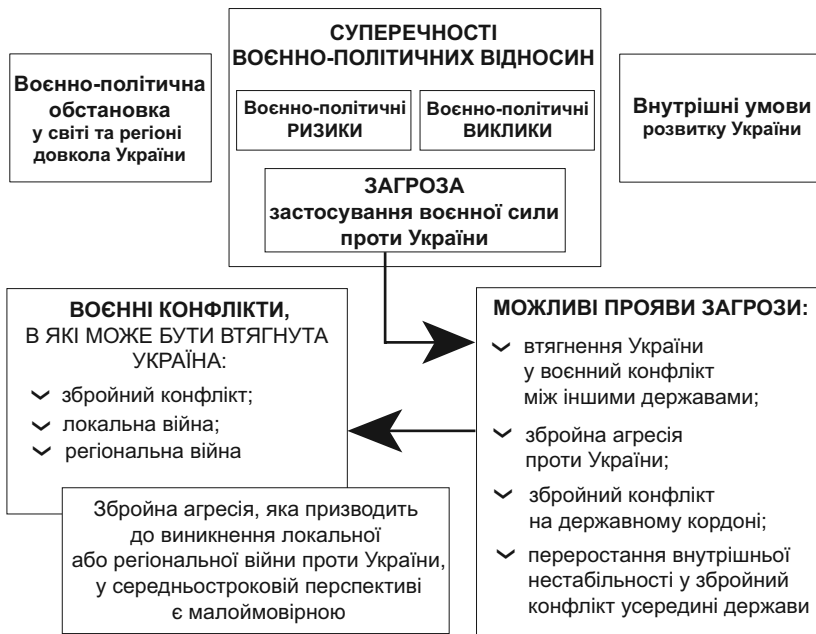 СУПЕРЕЧНОСТІ
ВОЄННО-ПОЛІТИЧНИХ ВІДНОСИН
Воєнно-політична
обстановка
у світі та регіоні
довкола України
Воєнно-політичні
РИЗИКИ
Воєнно-політичні
ВИКЛИКИ
Внутрішні умови
розвитку України
ЗАГРОЗА
застосування воєнної сили
проти України
ВОЄННІ КОНФЛІКТИ,
В ЯКІ МОЖЕ БУТИ ВТЯГНУТА
УКРАЇНА:
збройний конфлікт;
локальна війна;
регіональна війна
Збройна агресія, яка призводить
до виникнення локальної
або регіональної війни проти України,
у середньостроковій перспективі
є малоймовірною
МОЖЛИВІ ПРОЯВИ ЗАГРОЗИ:
втягнення України
у воєнний конфлікт
між іншими державами;
збройна агресія
проти України;
збройний конфлікт
на державному кордоні;
переростання внутрішньої
нестабільності у збройний
конфлікт усередині держави